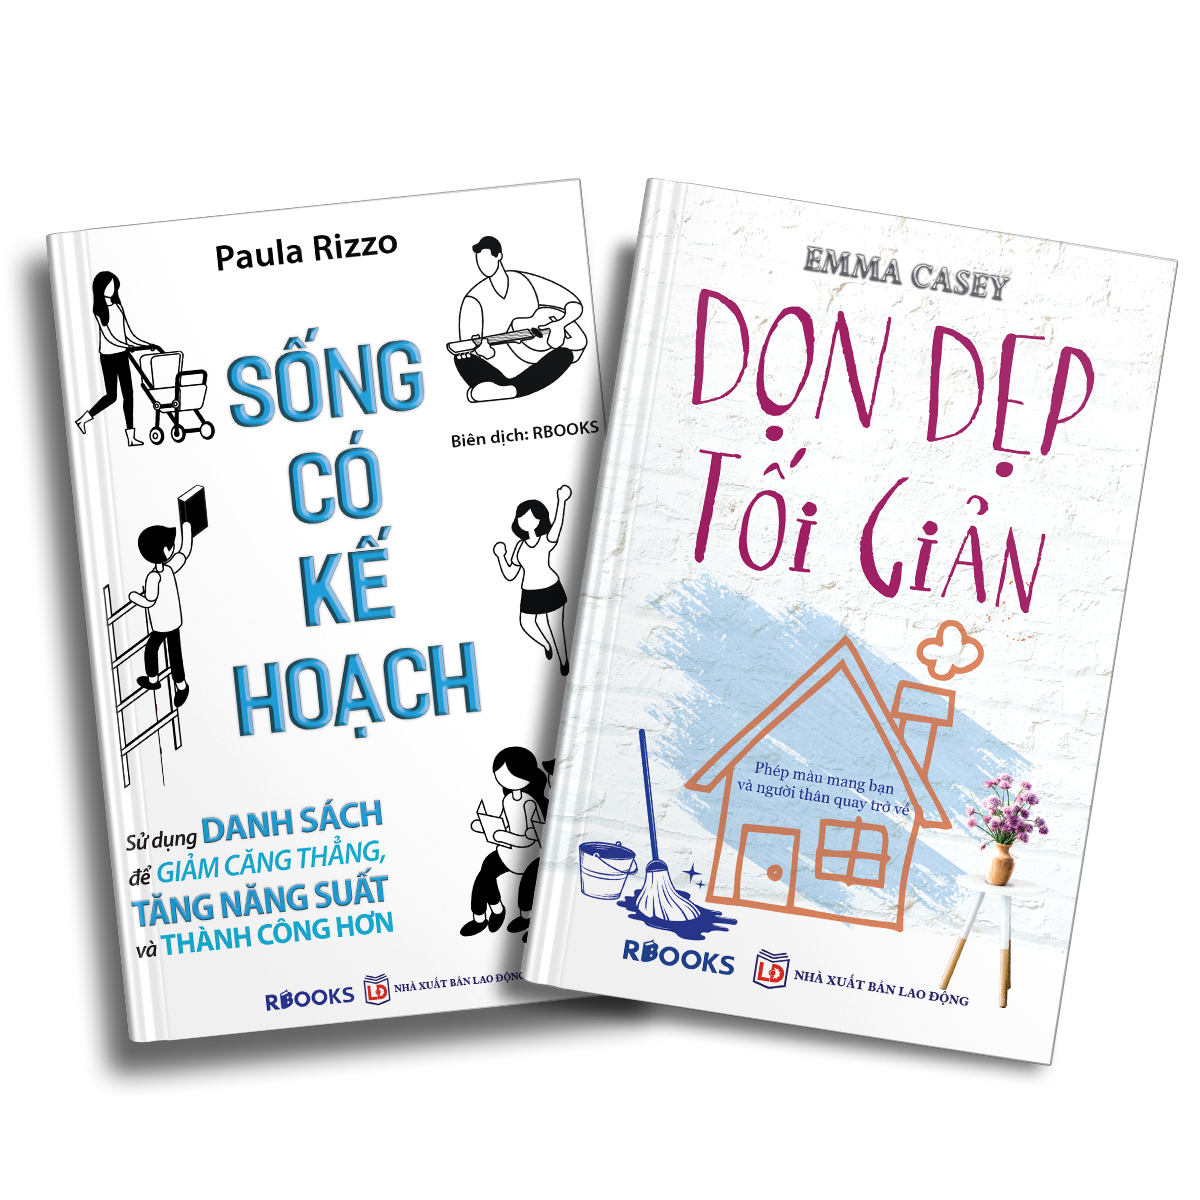 Paula Rizzo
SỐNG
CÓ
KẾ
HOẠCH
Biên dịch: RBOOKS
Sử dụng DANH SÁCH
để GIẢM CĂNG THẲNG,
TĂNG NĂNG SUẤT
và THÀNH CÔNG HƠN
RBOOKS
LĐ NHÀ XUẤT BẢN LAO ĐỘNG
EMMA CASEY
DỌN DẸP
TỐI GIẢN
Phép màu mang bạn
và người thân quay trở về
RBOOKS
LĐ NHÀ XUẤT BẢN LAO ĐỘNG